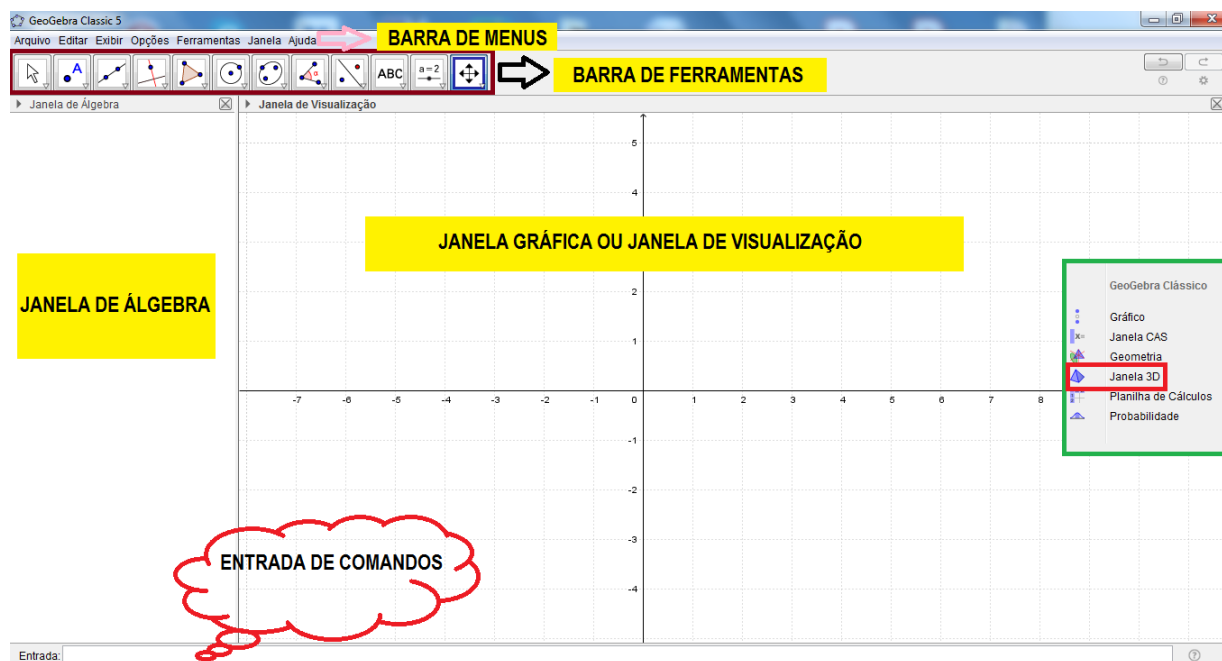 GeoGebra Classic 5
Arquivo Editar Exibir Opções Ferramentas Janela Ajuda
BARRA DE MENUS
A
ABC
a=2
BARRA DE FERRAMENTAS
Janela de Álgebra
Janela de Visualização
5
4
JANELA GRÁFICA OU JANELA DE VISUALIZAÇÃO
JANELA DE ÁLGEBRA
2
1
-7 -6 -5 -4 -3 -2 -1 0 1 2 3 4 5 6 7 8
-1
-2
-3
-4
GeoGebra Clássico
Gráfico
x= Janela CAS
Geometria
Janela 3D
Planilha de Cálculos
Probabilidade
ENTRADA DE COMANDOS
Entrada: